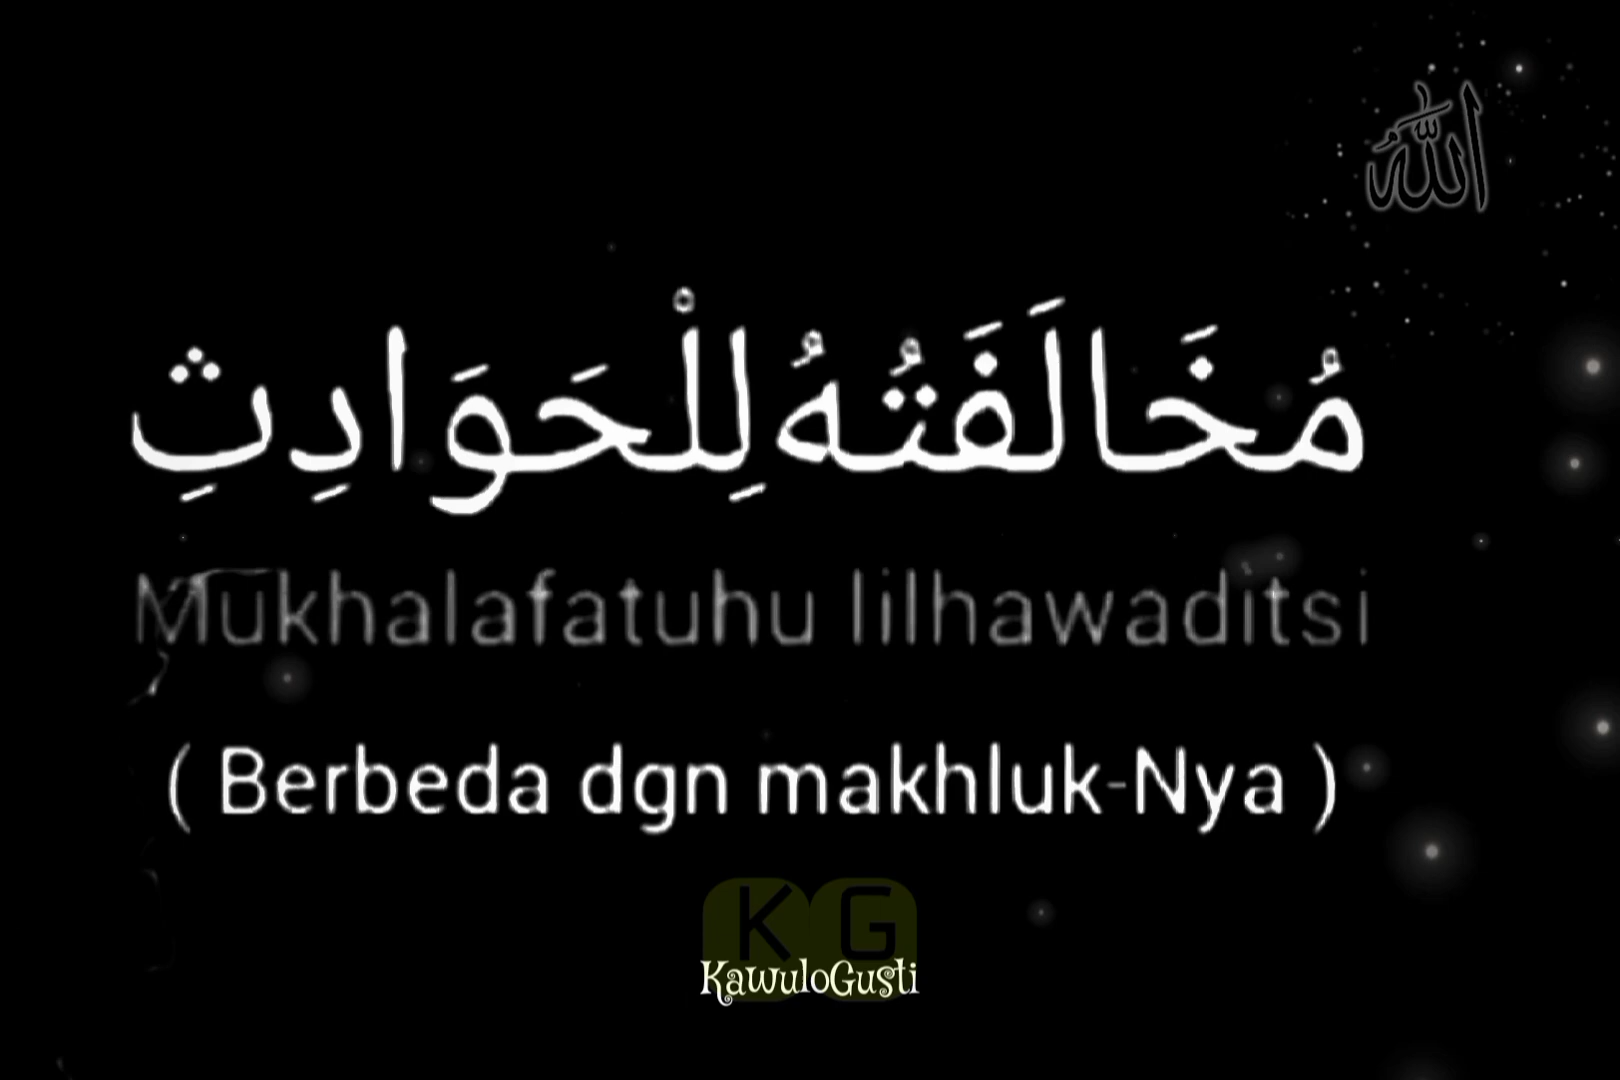 الله
مُخَالَفَتُهُ لِلْحَوَادِثِ
Mukhalafatuhu lilhawaditsi
( Berbeda dgn makhluk-Nya )
KG
KawuloGusti